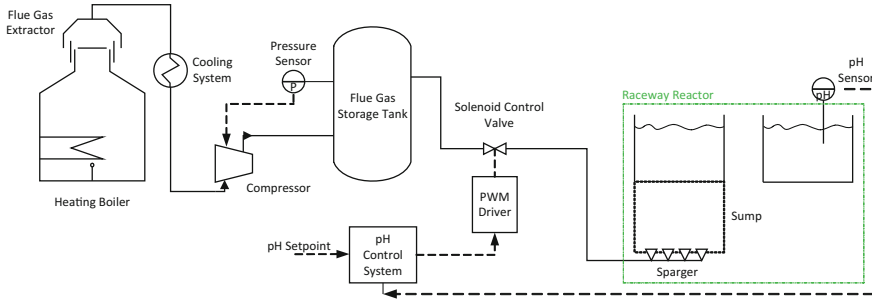 Flue Gas
Extractor
Cooling
System
Pressure
Sensor
P
Flue Gas
Storage Tank
Compressor
Heating Boiler
Solenoid Control
Valve
PWM
Driver
pH Setpoint
pH
Control
System
Raceway Reactor
pH
Sensor
pH
Sump
Sparger